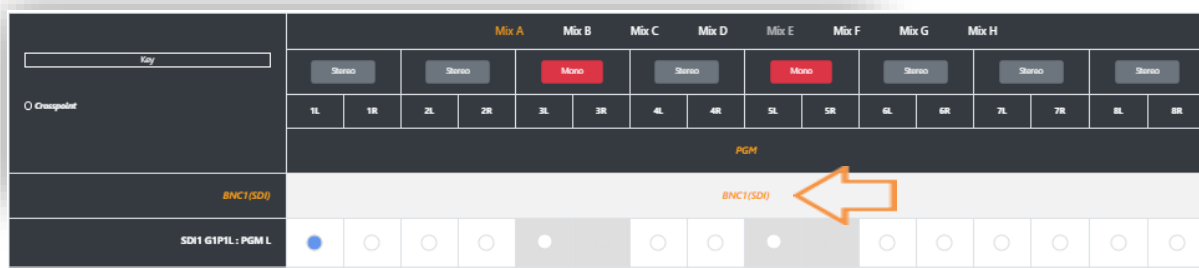 Mix A Mix B Mix C Mix D Mix E Mix F Mix G Mix H
Key
Stereo Stereo Mono Stereo Mono Stereo Stereo Stereo
Crosspoint
1L 1R 2L 2R 3L 3R 4L 4R 5L 5R 6L 6R 7L 7R 8L 8R
PGM
BNC1(SDI) BNC1(SDI)
SDI1 G1P1L : PGM L